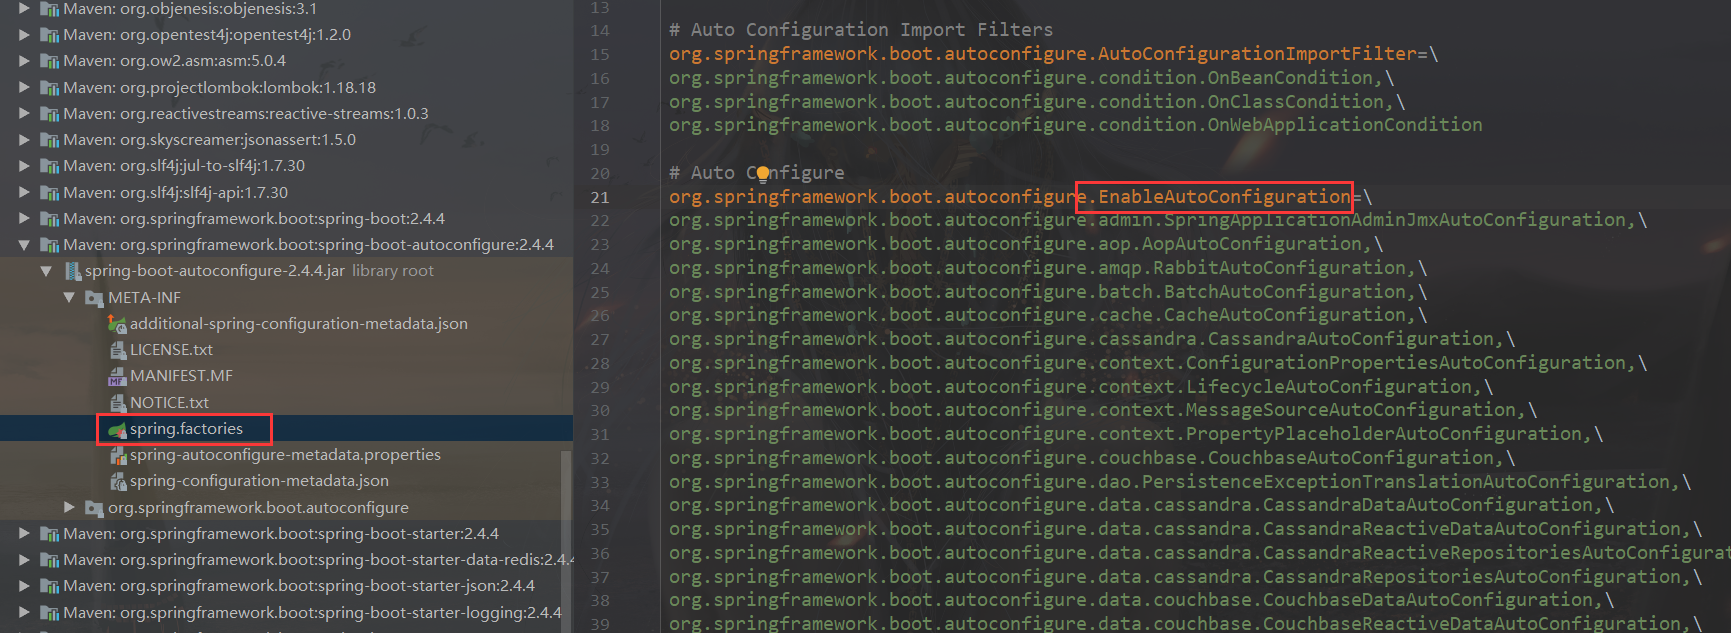 Maven: org.objenesis:objenesis:3.1
Maven: org.opentest4j:opentest4j:1.2.0
Maven: org.ow2.asm:asm:5.0.4
Maven: org.projectlombok:lombok:1.18.18
Maven: org.reactivestreams:reactive-streams:1.0.3
Maven: org.skyscreamer:jsonassert:1.5.0
Maven: org.slf4j:jul-to-slf4j:1.7.30
Maven: org.slf4j:slf4j-api:1.7.30
Maven: org.springframework.boot:spring-boot:2.4.4
Maven: org.springframework.boot:spring-boot-autoconfigure:2.4.4
spring-boot-autoconfigure-2.4.4.jar library root
META-INF
additional-spring-configuration-metadata.json
LICENSE.txt
MANIFEST.MF
NOTICE.txt
spring.factories
spring-autoconfigure-metadata.properties
spring-configuration-metadata.json
org.springframework.boot.autoconfigure
Maven: org.springframework.boot:spring-boot-starter:2.4.4
Maven: org.springframework.boot:spring-boot-starter-data-redis:2.4.4
Maven: org.springframework.boot:spring-boot-starter-json:2.4.4
Maven: org.springframework.boot:spring-boot-starter-logging:2.4.4
13
14 # Auto Configuration Import Filters
15 org.springframework.boot.autoconfigure.AutoConfigurationImportFilter=\
16 org.springframework.boot.autoconfigure.condition.OnBeanCondition,\
17 org.springframework.boot.autoconfigure.condition.OnClassCondition,\
18 org.springframework.boot.autoconfigure.condition.OnWebApplicationCondition
19
20 # Auto Configure
21 org.springframework.boot.autoconfigure.EnableAutoConfiguration=\
22 org.springframework.boot.autoconfigure.admin.SpringApplicationAdminJmxAutoConfiguration,\
23 org.springframework.boot.autoconfigure.aop.AopAutoConfiguration,\
24 org.springframework.boot.autoconfigure.amqp.RabbitAutoConfiguration,\
25 org.springframework.boot.autoconfigure.batch.BatchAutoConfiguration,\
26 org.springframework.boot.autoconfigure.cache.CacheAutoConfiguration,\
27 org.springframework.boot.autoconfigure.cassandra.CassandraAutoConfiguration,\
28 org.springframework.boot.autoconfigure.context.ConfigurationPropertiesAutoConfiguration,\
29 org.springframework.boot.autoconfigure.context.LifecycleAutoConfiguration,\
30 org.springframework.boot.autoconfigure.context.MessageSourceAutoConfiguration,\
31 org.springframework.boot.autoconfigure.context.PropertyPlaceholderAutoConfiguration,\
32 org.springframework.boot.autoconfigure.couchbase.CouchbaseAutoConfiguration,\
33 org.springframework.boot.autoconfigure.dao.PersistenceExceptionTranslationAutoConfiguration,\
34 org.springframework.boot.autoconfigure.data.cassandra.CassandraDataAutoConfiguration,\
35 org.springframework.boot.autoconfigure.data.cassandra.CassandraReactiveDataAutoConfiguration,\
36 org.springframework.boot.autoconfigure.data.cassandra.CassandraReactiveRepositoriesAutoConfigurat
37 org.springframework.boot.autoconfigure.data.cassandra.CassandraRepositoriesAutoConfiguration,\
38 org.springframework.boot.autoconfigure.data.couchbase.CouchbaseDataAutoConfiguration,\
39 org.springframework.boot.autoconfigure.data.couchbase.CouchbaseReactiveDataAutoConfiguration,\